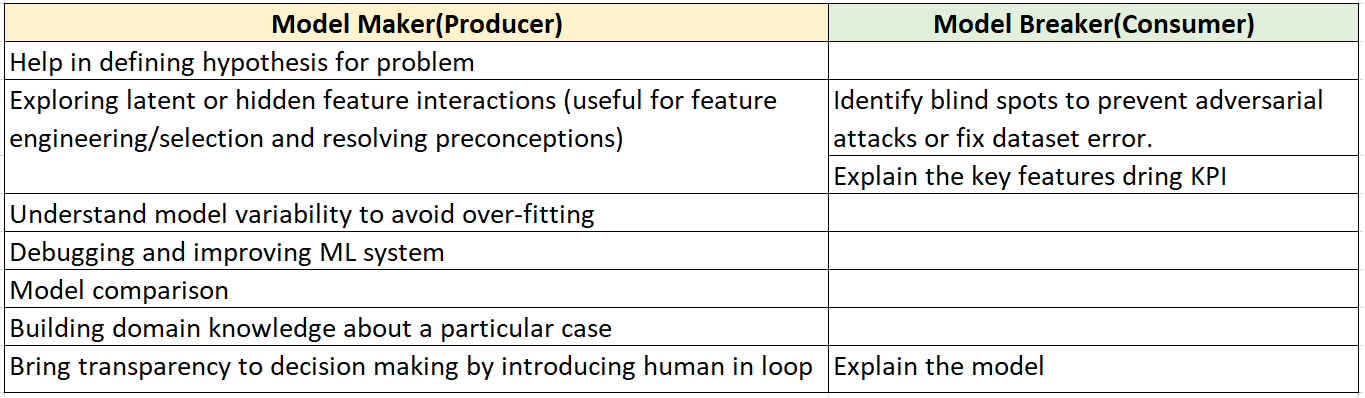 Model Maker(Producer) Model Breaker(Consumer)
Help in defining hypothesis for problem
Exploring latent or hidden feature interactions (useful for feature
engineering/selection and resolving preconceptions)
Identify blind spots to prevent adversarial
attacks or fix dataset error.
Explain the key features dring KPI
Understand model variability to avoid over-fitting
Debugging and improving ML system
Model comparison
Building domain knowledge about a particular case
Bring transparency to decision making by introducing human in loop Explain the model